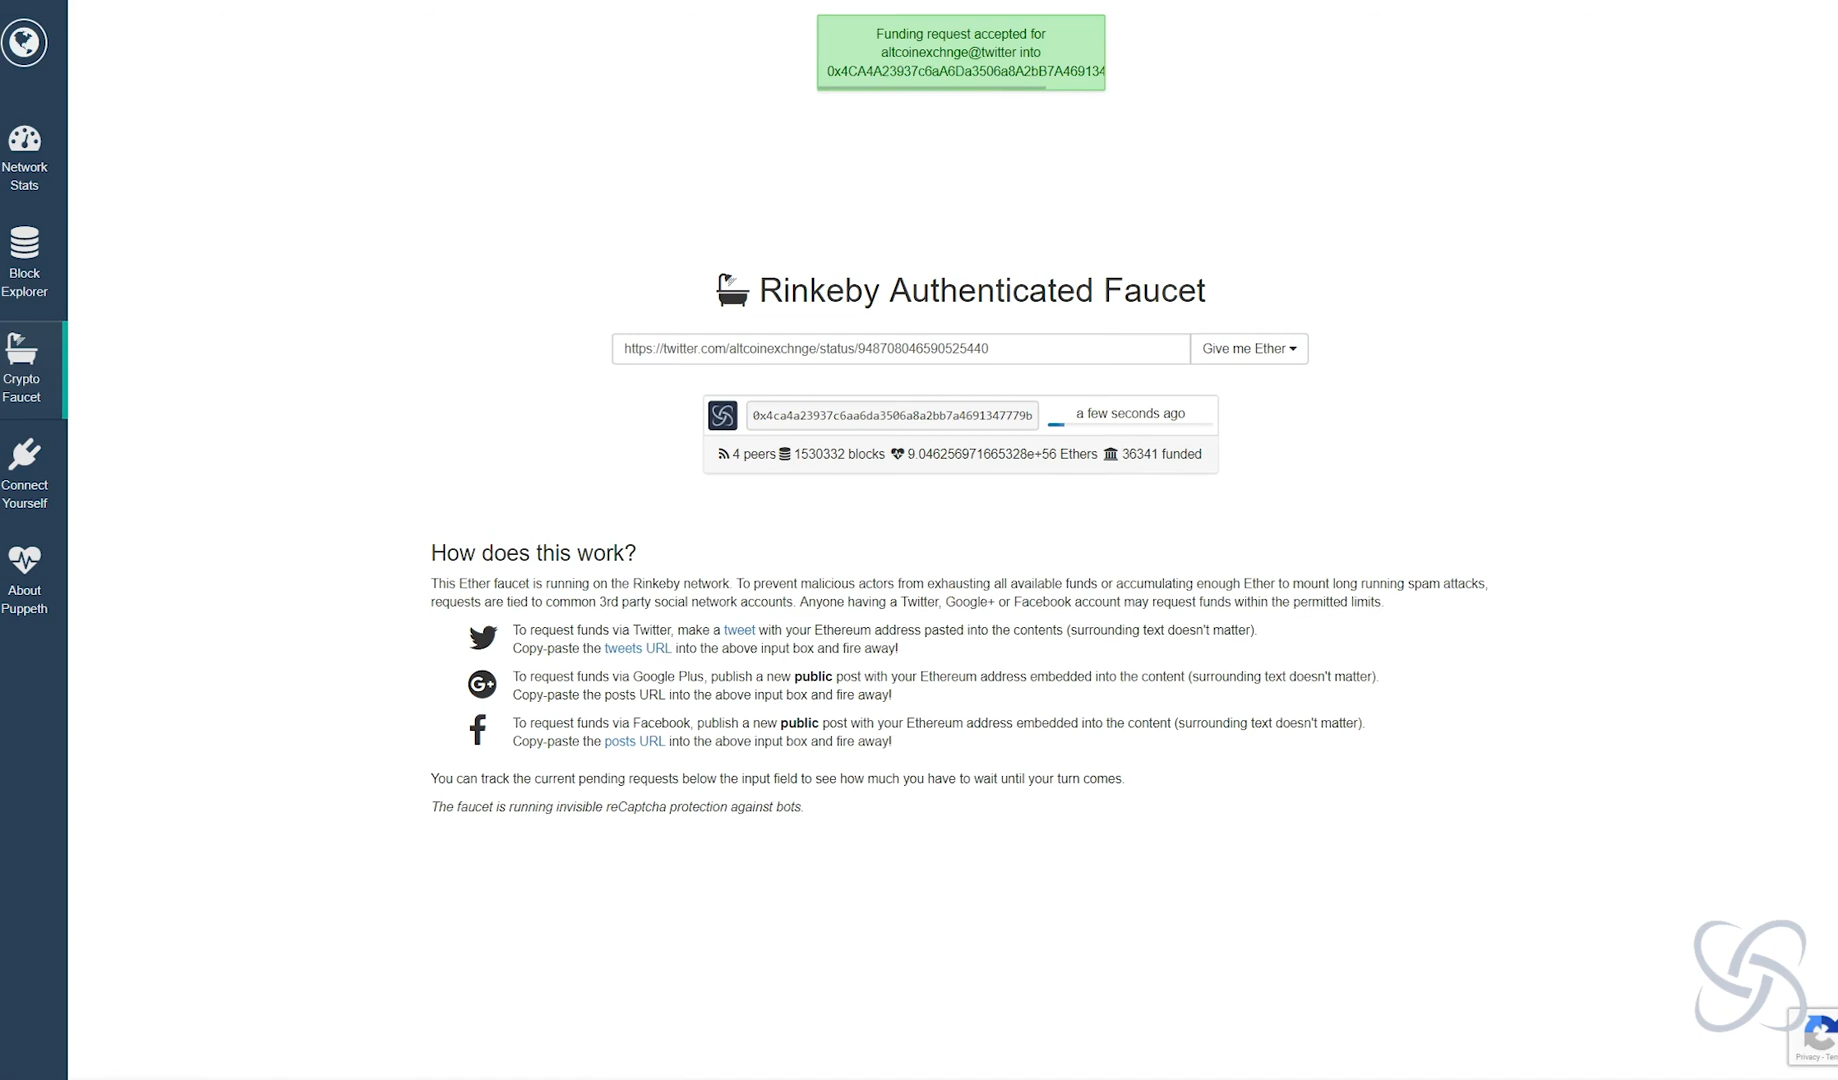 Funding request accepted for
altcoinexchnge@twitter into
0x4CA4A23937c6aA6Da3506a8A2bB7A469134
Network
Stats
Block
Explorer
Crypto
Faucet
Connect
Yourself
About
Puppeth
Rinkeby Authenticated Faucet
https://twitter.com/altcoinexchnge/status/948708046590525440
Give me Ether
0x4ca4a23937c6aa6da3506a8a2bb7a4691347779b
a few seconds ago
4 peers 1530332 blocks 9.046256971665328e+56 Ethers 36341 funded
How does this work?
This Ether faucet is running on the Rinkeby network. To prevent malicious actors from exhausting all available funds or accumulating enough Ether to mount long running spam attacks,
requests are tied to common 3rd party social network accounts. Anyone having a Twitter, Google+ or Facebook account may request funds within the permitted limits.
To request funds via Twitter, make a tweet with your Ethereum address pasted into the contents (surrounding text doesn't matter).
Copy-paste the tweets URL into the above input box and fire away!
G+
To request funds via Google Plus, publish a new public post with your Ethereum address embedded into the content (surrounding text doesn't matter).
Copy-paste the posts URL into the above input box and fire away!
To request funds via Facebook, publish a new public post with your Ethereum address embedded into the content (surrounding text doesn't matter).
Copy-paste the posts URL into the above input box and fire away!
You can track the current pending requests below the input field to see how much you have to wait until your turn comes.
The faucet is running invisible reCaptcha protection against bots.
Privacy - Ter